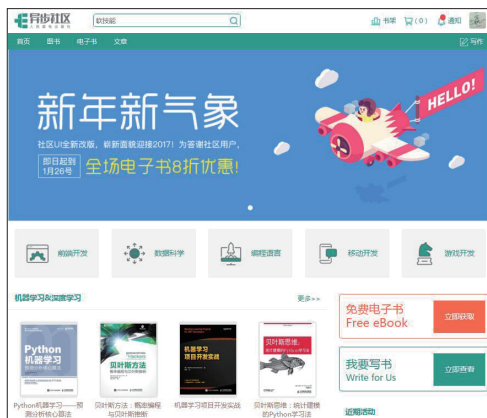 异步社区
软技能
书单 (0) 通知
首页 图书 电子书 文章 写作
HELLO!
新年新气象
社区UI全新改版，崭新面貌迎接2017！为答谢社区用户，
即日起到
1月26号
全场电子书8折优惠！
前端开发 数据科学 编程语言 移动开发 游戏开发
机器学习&深度学习 更多>>
免费电子书
Free eBook
立即获取
Python
机器学习
贝叶斯方法
机器学习
项目开发实战
贝叶斯思维：
我要写书
Write for Us
立即查看
Python机器学习——预
测分析核心算法
贝叶斯方法：概率编程
与贝叶斯推断
机器学习项目开发实战
贝叶斯思维：统计建模
的Python学习法
近期活动